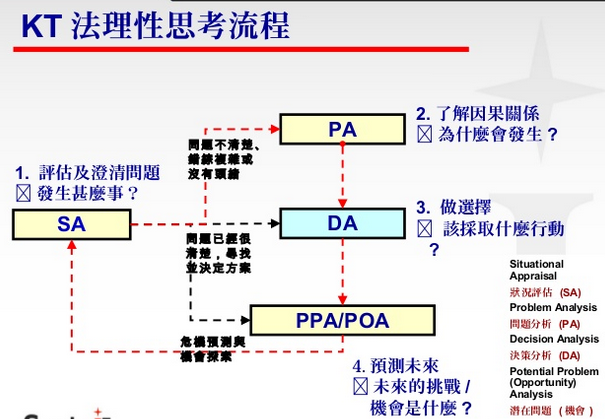 KT 法理性思考流程
PA
2. 了解因果關係
為什麼會發生？
問題不清楚、
錯綜複雜或
沒有頭緒
1. 評估及澄清問題
發生甚麼事？
SA
DA
3. 做選擇
該採取什麼行動
？
問題已經很
清楚，尋找
並決定方案
PPA/POA
危機預測與
機會探索
4. 預測未來
未來的挑戰 /
機會是什麼？
Situational
Appraisal
狀況評估 (SA)
Problem Analysis
問題分析 (PA)
Decision Analysis
決策分析 (DA)
Potential Problem
(Opportunity)
Analysis
潛在問題 ( 機會 )